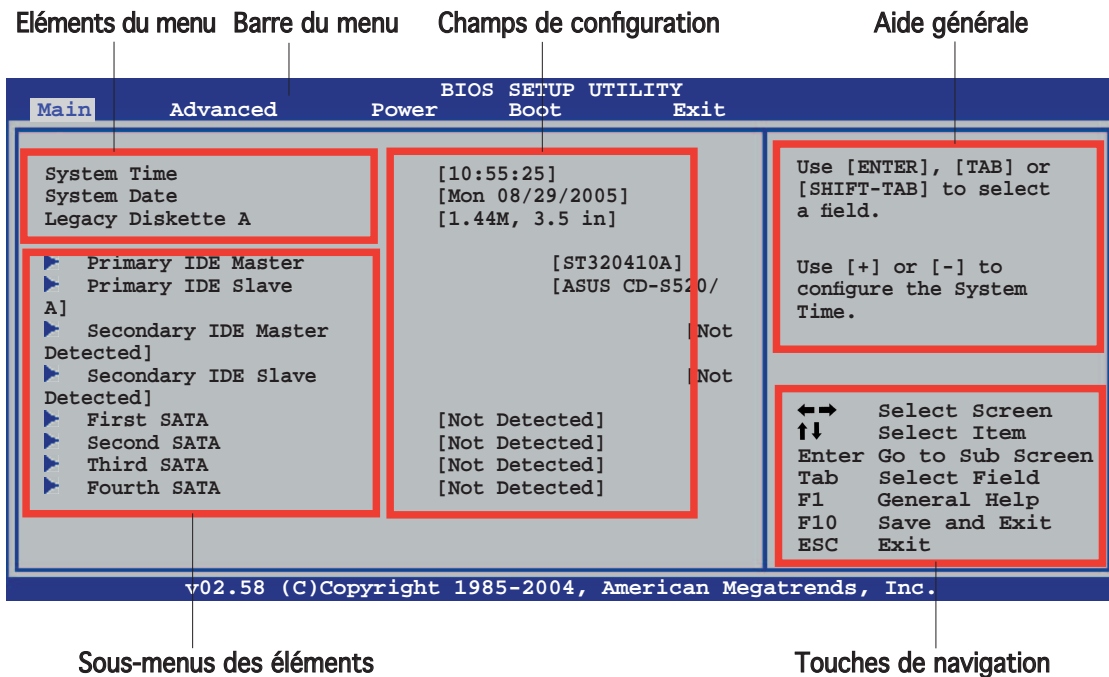 Eléments du menu Barre du menu Champs de configuration Aide générale
BIOS SETUP UTILITY
Main Advanced Power Boot Exit
System Time [10:55:25]
System Date [Mon 08/29/2005]
Legacy Diskette A [1.44M, 3.5 in]
Primary IDE Master [ST320410A]
Primary IDE Slave [ASUS CD-S520/
A]
Secondary IDE Master [Not
Detected]
Secondary IDE Slave [Not
Detected]
First SATA [Not Detected]
Second SATA [Not Detected]
Third SATA [Not Detected]
Fourth SATA [Not Detected]
Use [ENTER], [TAB] or
[SHIFT-TAB] to select
a field.
Use [+] or [-] to
configure the System
Time.
←→ Select Screen
↑↓ Select Item
Enter Go to Sub Screen
Tab Select Field
F1 General Help
F10 Save and Exit
ESC Exit
v02.58 (C)Copyright 1985-2004, American Megatrends, Inc.
Sous-menus des éléments Touches de navigation